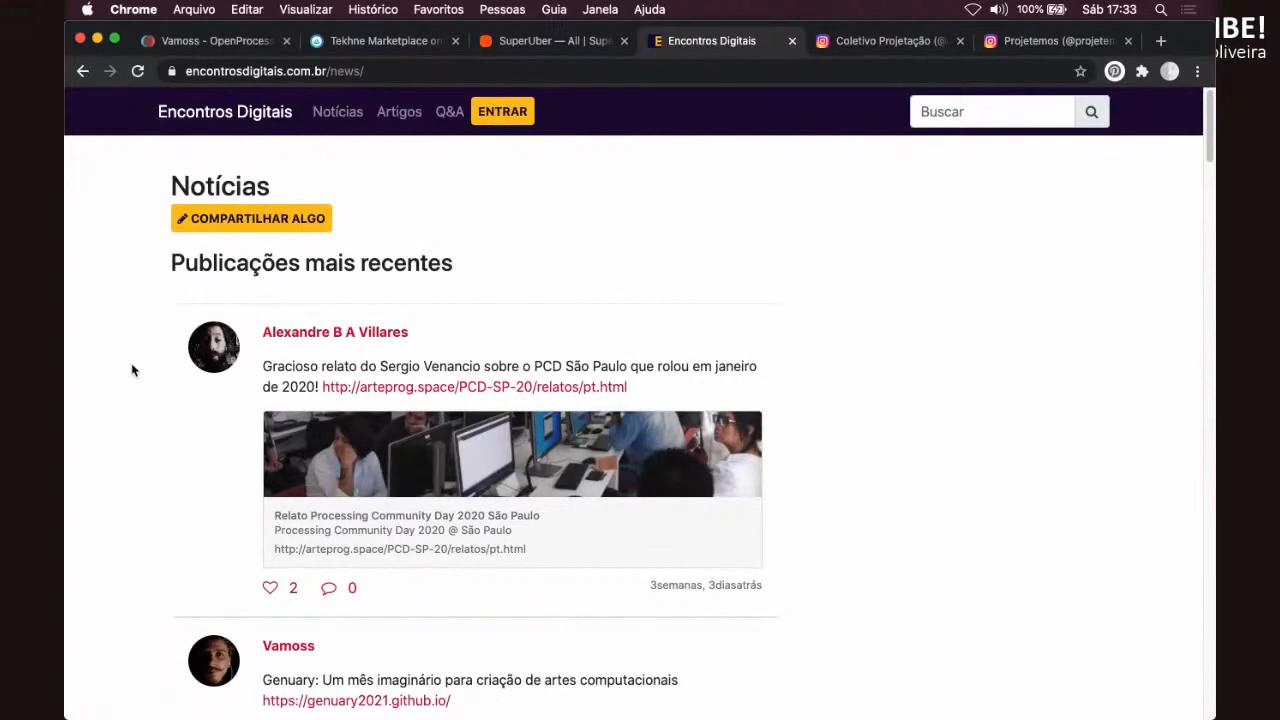 Chrome Arquivo Editar Visualizar Histórico Favoritos Pessoas Guia Janela Ajuda 100% Sáb 17:33
IBE!
oliveira
Vamoss - OpenProcess
Tekhne Marketplace on
SuperUber — All | Supe
Encontros Digitais
Coletivo Projetação (@
Projetemos (@projetem
encontrosdigitais.com.br/news/
Encontros Digitais Notícias Artigos Q&A ENTRAR Buscar
Notícias
COMPARTILHAR ALGO
Publicações mais recentes
Alexandre B A Villares
Gracioso relato do Sergio Venancio sobre o PCD São Paulo que rolou em janeiro
de 2020! http://arteprog.space/PCD-SP-20/relatos/pt.html
Relato Processing Community Day 2020 São Paulo
Processing Community Day 2020 @ São Paulo
http://arteprog.space/PCD-SP-20/relatos/pt.html
2 0 3semanas, 3diasatrás
Vamoss
Genuary: Um mês imaginário para criação de artes computacionais
https://genuary2021.github.io/